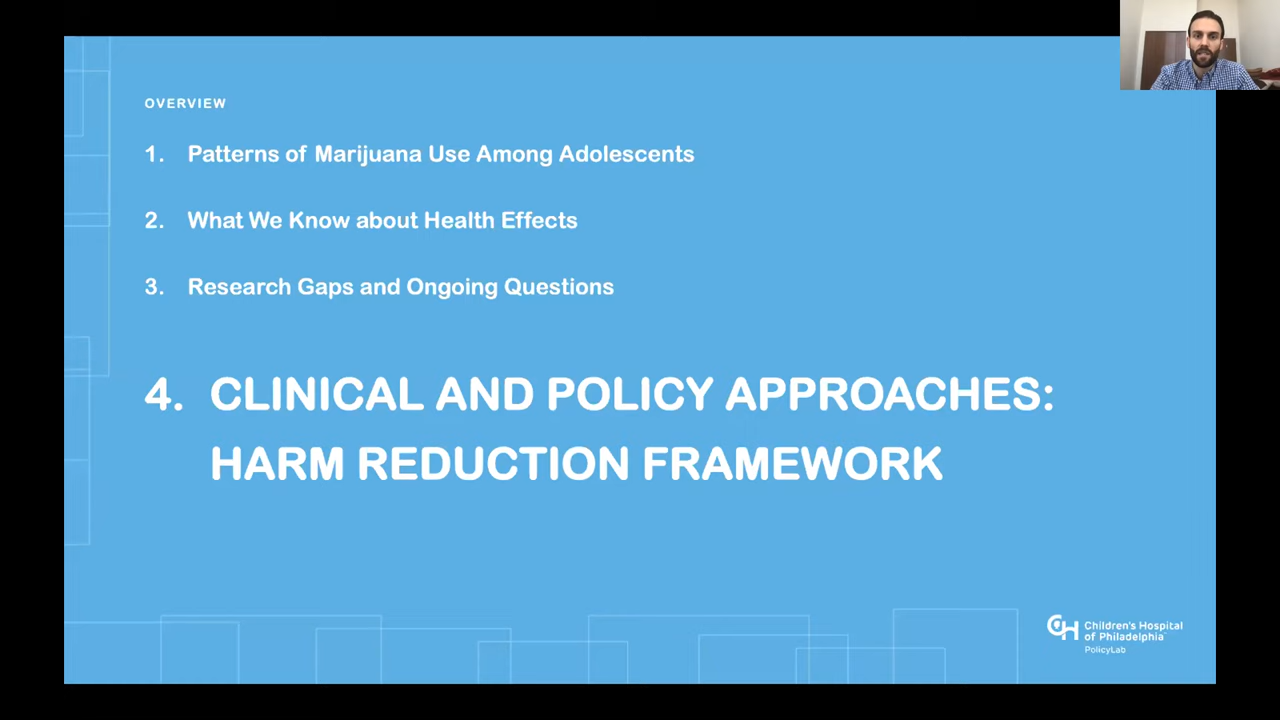 OVERVIEW
1. Patterns of Marijuana Use Among Adolescents
2. What We Know about Health Effects
3. Research Gaps and Ongoing Questions
4. CLINICAL AND POLICY APPROACHES:
HARM REDUCTION FRAMEWORK
CH Children's Hospital
of Philadelphia
PolicyLab